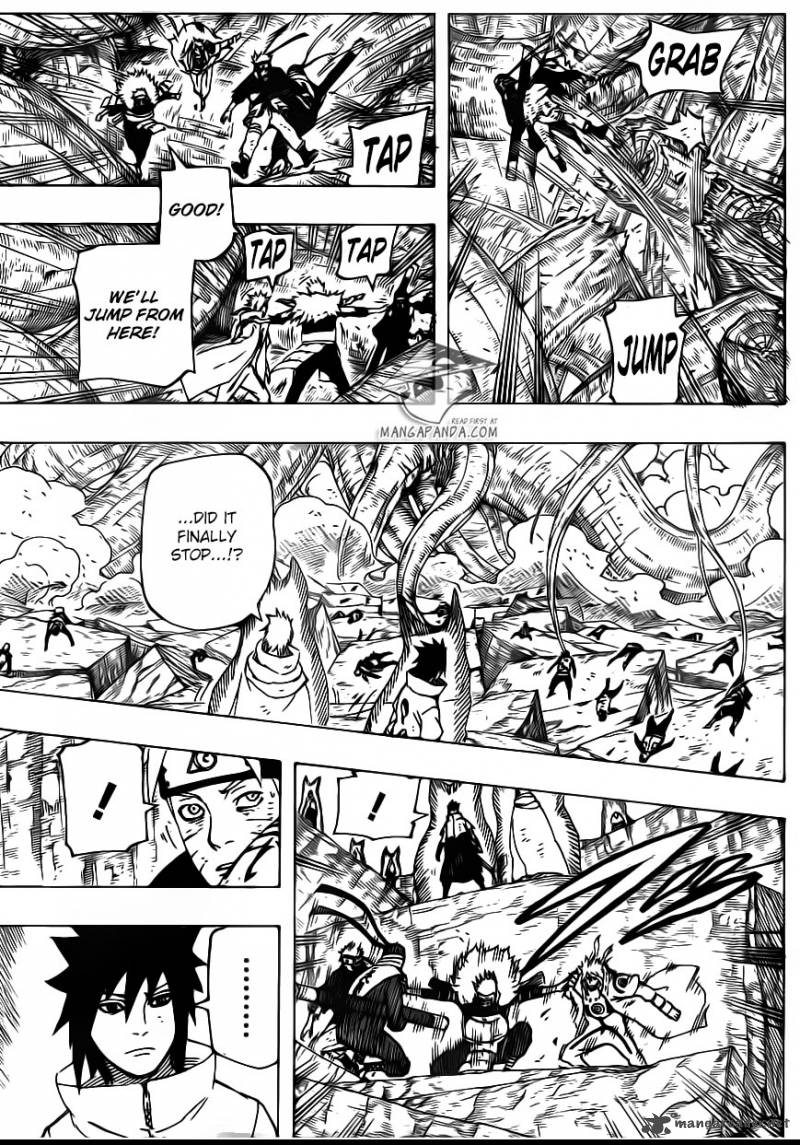 GRAB
JUMP
TAP
GOOD!
WE'LL
JUMP FROM
HERE!
TAP
TAP
READ FIRST AT
MANGAPANDA.COM
...DID IT
FINALLY
STOP...!?
!
!
........